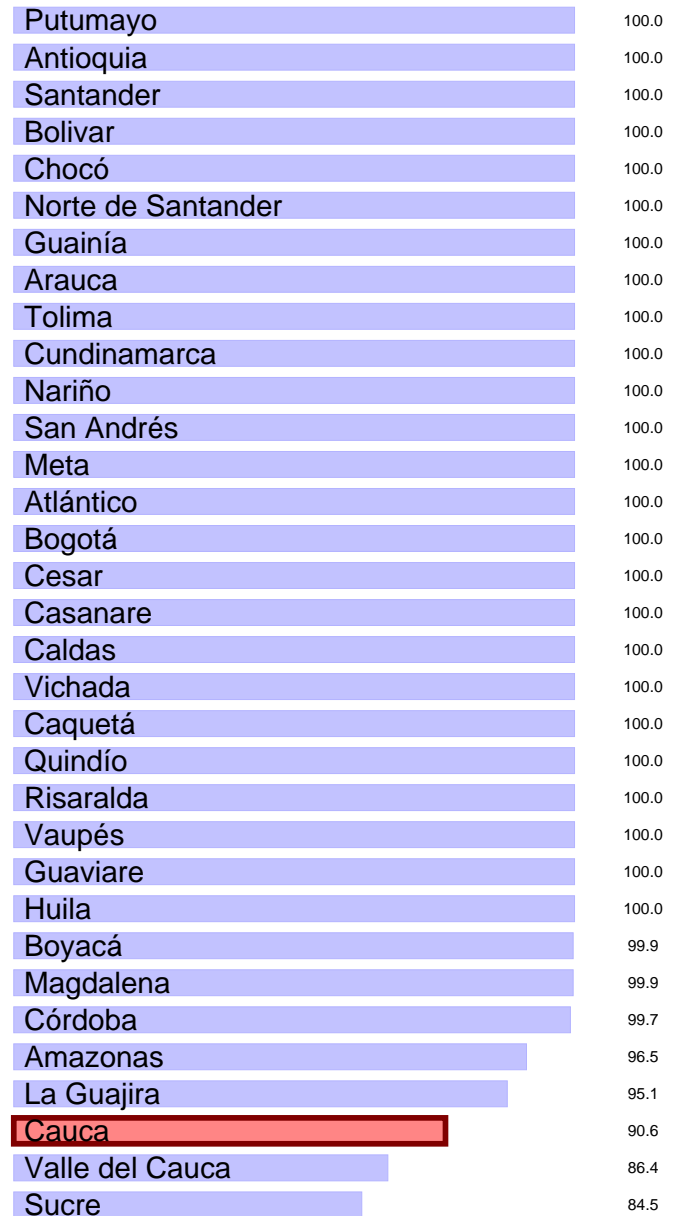 Putumayo 100.0
Antioquia 100.0
Santander 100.0
Bolivar 100.0
Chocó 100.0
Norte de Santander 100.0
Guainía 100.0
Arauca 100.0
Tolima 100.0
Cundinamarca 100.0
Nariño 100.0
San Andrés 100.0
Meta 100.0
Atlántico 100.0
Bogotá 100.0
Cesar 100.0
Casanare 100.0
Caldas 100.0
Vichada 100.0
Caquetá 100.0
Quindío 100.0
Risaralda 100.0
Vaupés 100.0
Guaviare 100.0
Huila 100.0
Boyacá 99.9
Magdalena 99.9
Córdoba 99.7
Amazonas 96.5
La Guajira 95.1
Cauca 90.6
Valle del Cauca 86.4
Sucre 84.5